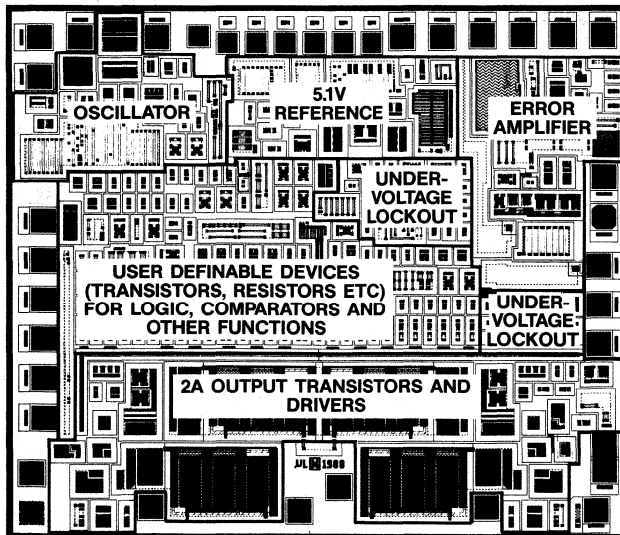 OSCILLATOR
5.1V
REFERENCE
ERROR
AMPLIFIER
UNDER-
VOLTAGE
LOCKOUT
USER DEFINABLE DEVICES
(TRANSISTORS, RESISTORS ETC)
FOR LOGIC, COMPARATORS AND
OTHER FUNCTIONS
UNDER-
VOLTAGE
LOCKOUT
2A OUTPUT TRANSISTORS AND
DRIVERS
1988